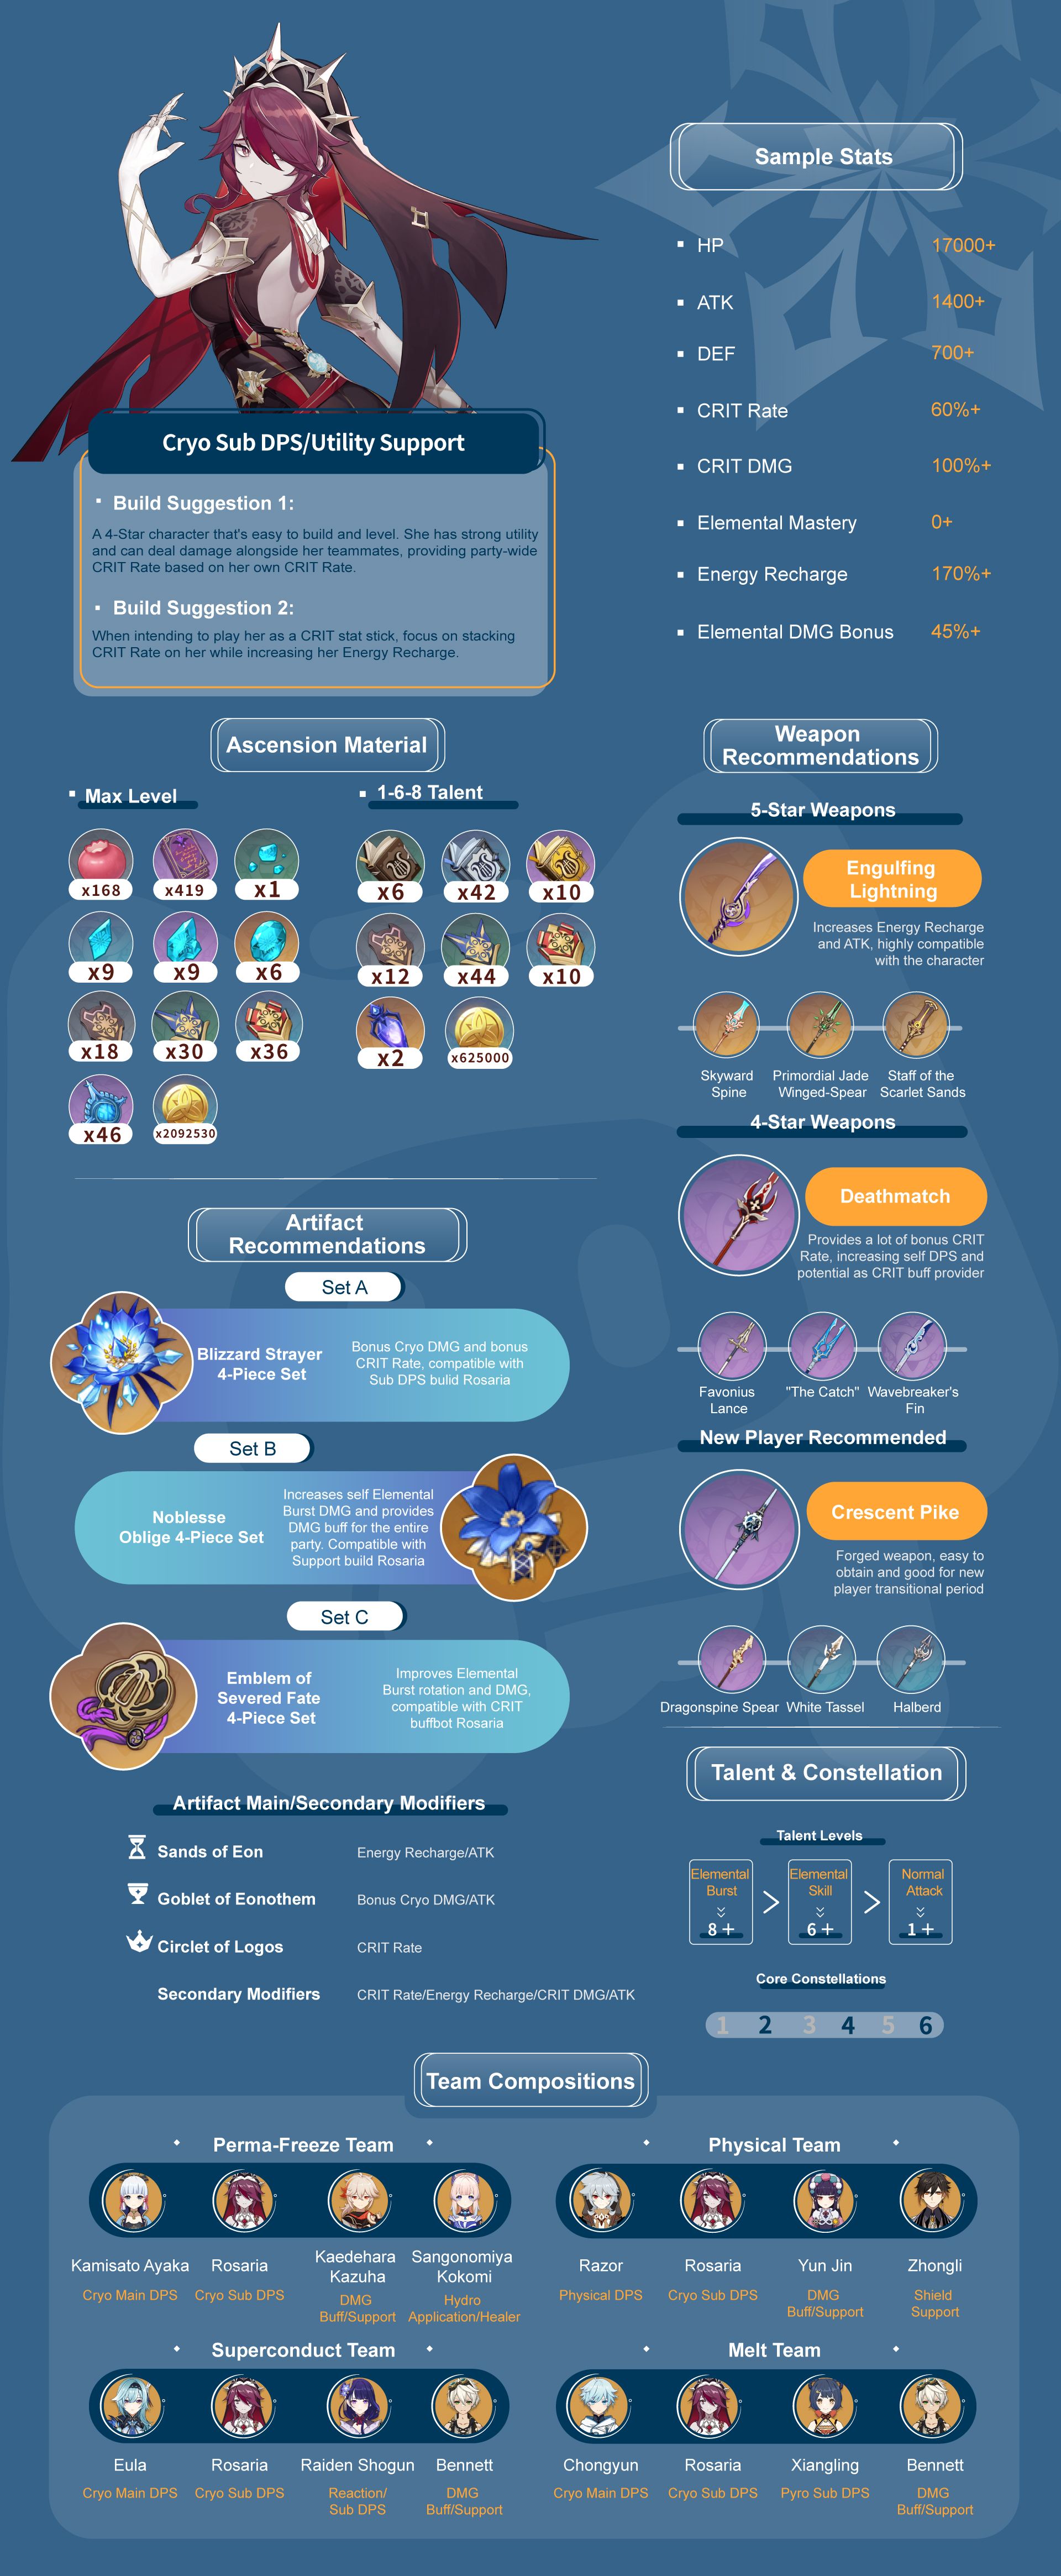 Sample Stats
HP 17000+
ATK 1400+
DEF 700+
CRIT Rate 60%+
CRIT DMG 100%+
Elemental Mastery 0+
Energy Recharge 170%+
Elemental DMG Bonus 45%+
Cryo Sub DPS/Utility Support
Build Suggestion 1:
A 4-Star character that's easy to build and level. She has strong utility
and can deal damage alongside her teammates, providing party-wide
CRIT Rate based on her own CRIT Rate.
Build Suggestion 2:
When intending to play her as a CRIT stat stick, focus on stacking
CRIT Rate on her while increasing her Energy Recharge.
Ascension Material
Max Level
x168 x419 x1
x9 x9 x6
x18 x30 x36
x46 x2092530
1-6-8 Talent
x6 x42 x10
x12 x44 x10
x2 x625000
Weapon
Recommendations
5-Star Weapons
Engulfing
Lightning
Increases Energy Recharge
and ATK, highly compatible
with the character
Skyward
Spine
Primordial Jade
Winged-Spear
Staff of the
Scarlet Sands
4-Star Weapons
Deathmatch
Provides a lot of bonus CRIT
Rate, increasing self DPS and
potential as CRIT buff provider
Favonius
Lance
"The Catch"
Wavebreaker's
Fin
New Player Recommended
Crescent Pike
Forged weapon, easy to
obtain and good for new
player transitional period
Dragonspine Spear
White Tassel
Halberd
Artifact
Recommendations
Set A
Blizzard Strayer
4-Piece Set
Bonus Cryo DMG and bonus
CRIT Rate, compatible with
Sub DPS bulid Rosaria
Set B
Noblesse
Oblige 4-Piece Set
Increases self Elemental
Burst DMG and provides
DMG buff for the entire
party. Compatible with
Support build Rosaria
Set C
Emblem of
Severed Fate
4-Piece Set
Improves Elemental
Burst rotation and DMG,
compatible with CRIT
buffbot Rosaria
Artifact Main/Secondary Modifiers
Sands of Eon Energy Recharge/ATK
Goblet of Eonothem Bonus Cryo DMG/ATK
Circlet of Logos CRIT Rate
Secondary Modifiers CRIT Rate/Energy Recharge/CRIT DMG/ATK
Talent & Constellation
Talent Levels
Elemental
Burst
8 +
>
Elemental
Skill
6 +
>
Normal
Attack
1 +
Core Constellations
1 2 3 4 5 6
Team Compositions
Perma-Freeze Team
Kamisato Ayaka
Cryo Main DPS
Rosaria
Cryo Sub DPS
Kaedehara
Kazuha
DMG
Buff/Support
Sangonomiya
Kokomi
Hydro
Application/Healer
Physical Team
Razor
Physical DPS
Rosaria
Cryo Sub DPS
Yun Jin
DMG
Buff/Support
Zhongli
Shield
Support
Superconduct Team
Eula
Cryo Main DPS
Rosaria
Cryo Sub DPS
Raiden Shogun
Reaction/
Sub DPS
Bennett
DMG
Buff/Support
Melt Team
Chongyun
Cryo Main DPS
Rosaria
Cryo Sub DPS
Xiangling
Pyro Sub DPS
Bennett
DMG
Buff/Support